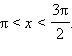 π < x < 3π/2.